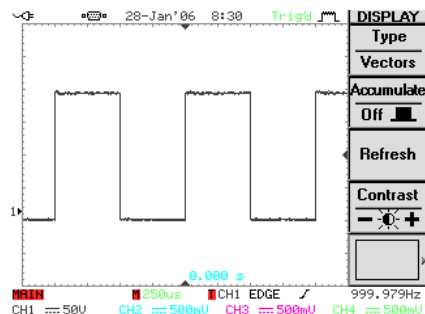 28-Jan'06 8:30 Trig'd DISPLAY
Type
Vectors
Accumulate
Off
Refresh
Contrast
1
0.000 s
MAIN M 250us T CH1 EDGE 999.979Hz
CH1 50V CH2 500mV CH3 500mV CH4 500mV